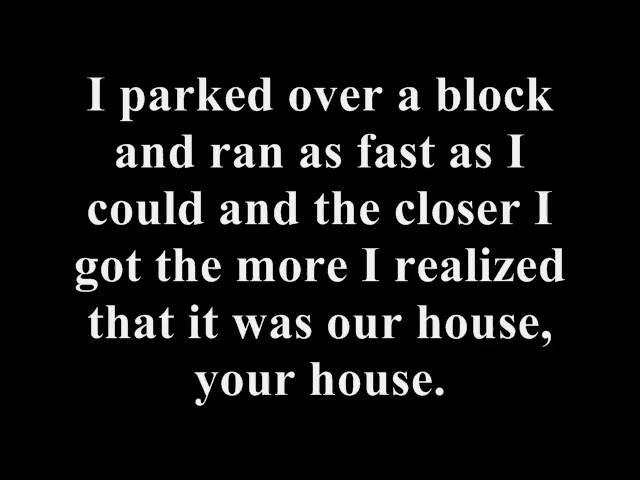 I parked over a block
and ran as fast as I
could and the closer I
got the more I realized
that it was our house,
your house.